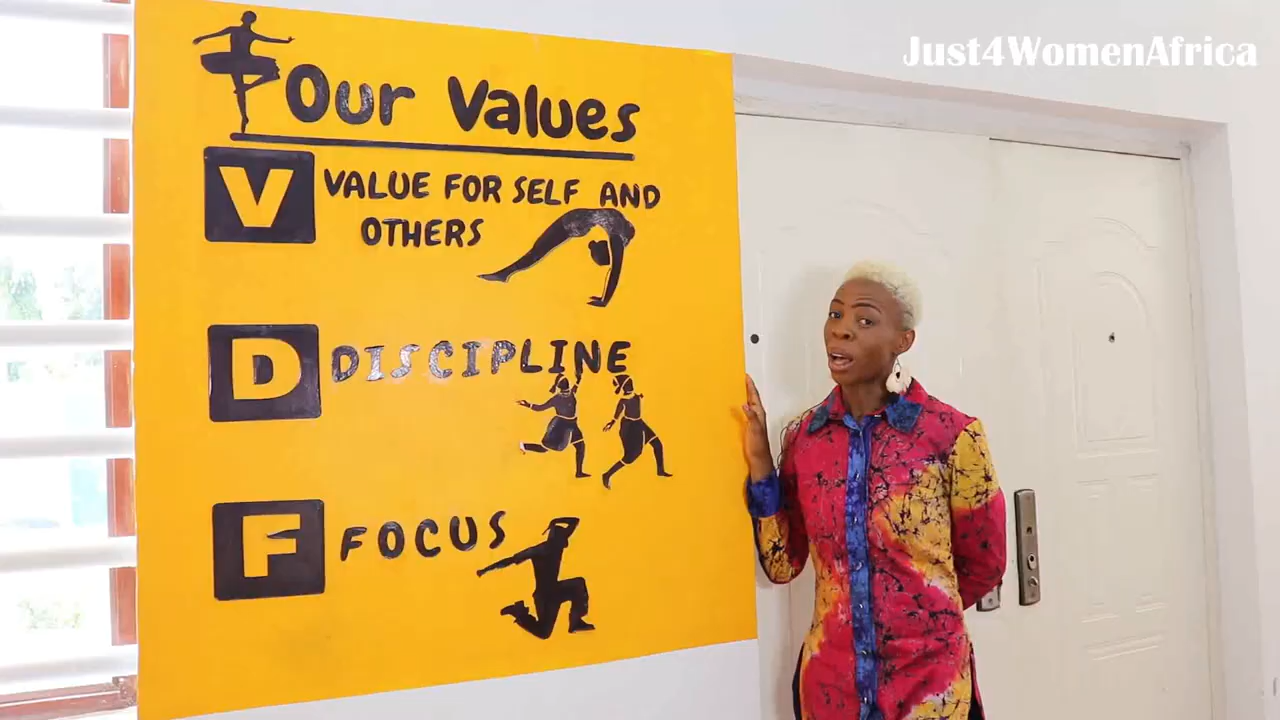 Just4WomenAfrica
Our Values
V VALUE FOR SELF AND
OTHERS
D DISCIPLINE
F FOCUS